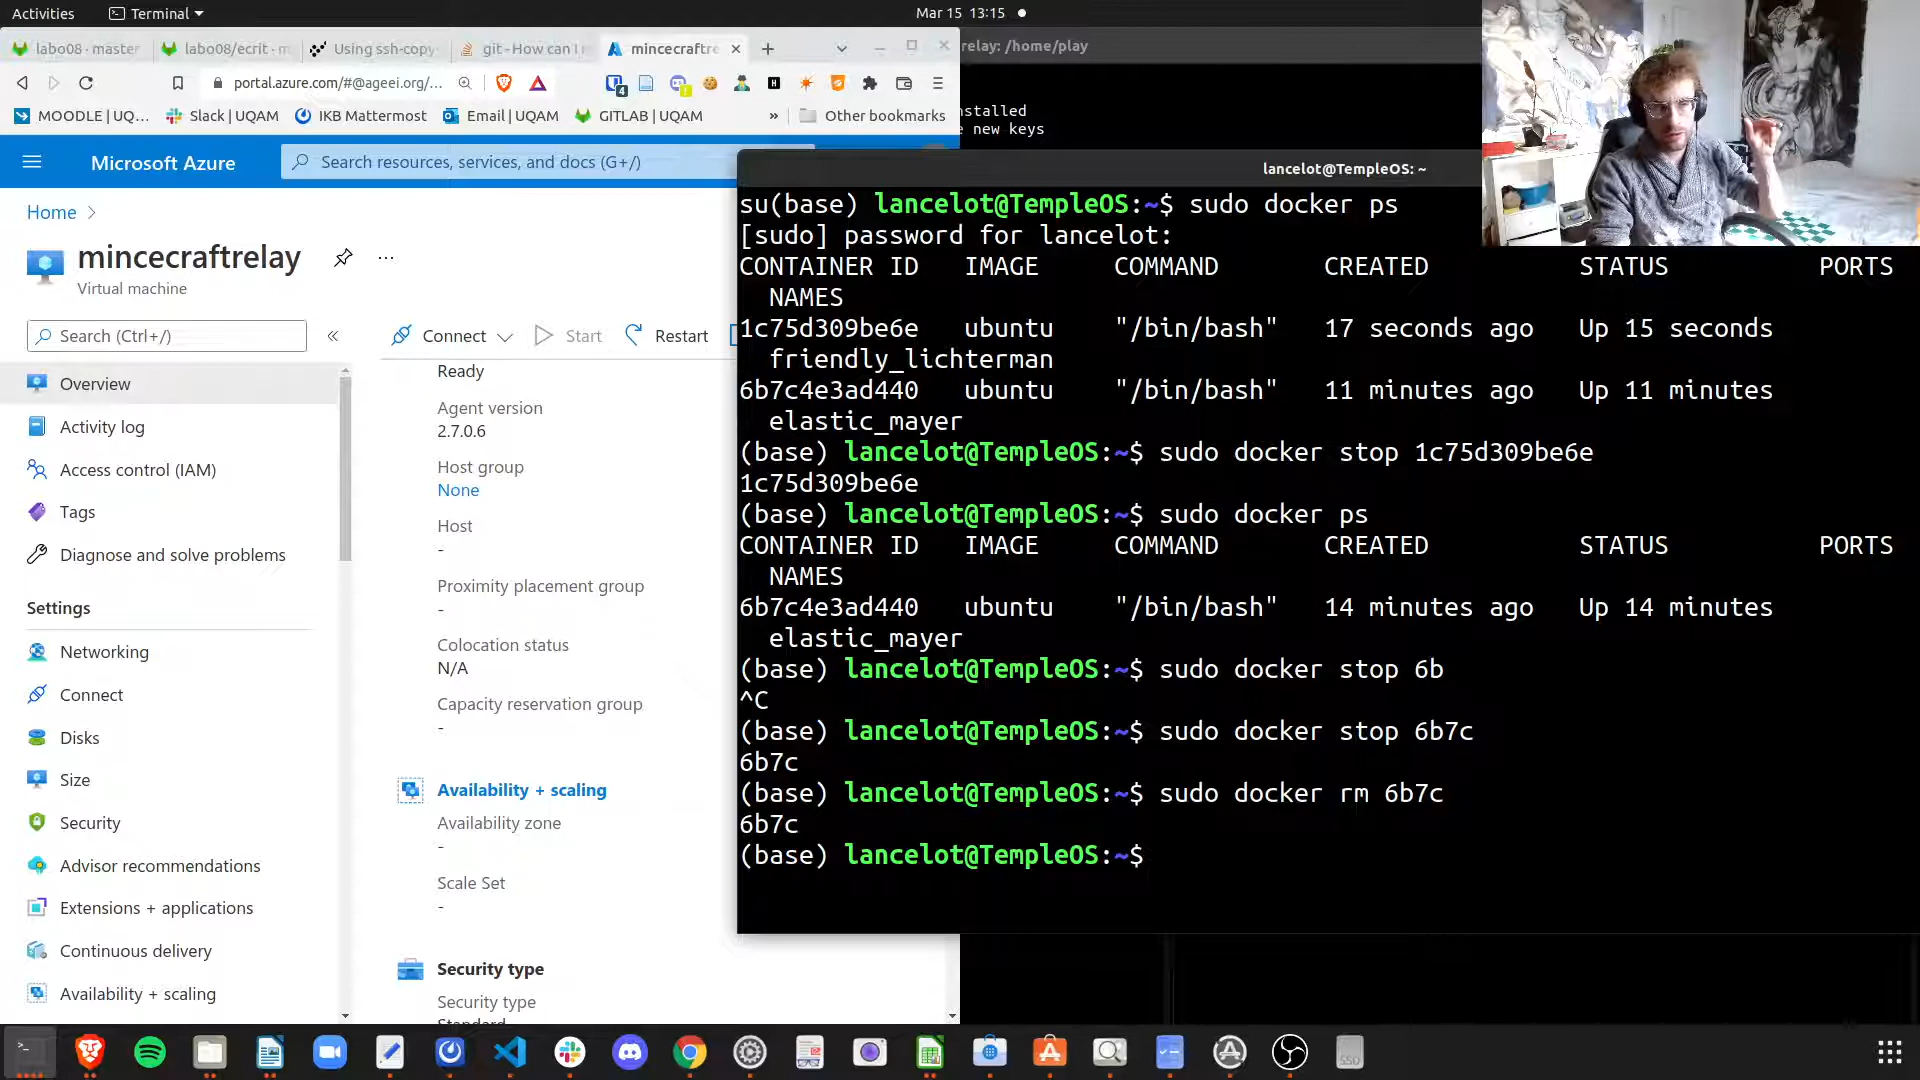 Activities
Terminal
Mar 15 13:15
labo08 · master
labo08/ecrit · m
Using ssh-copy
git - How can I
mincecraftre
relay: /home/play
portal.azure.com/#@ageei.org/...
MOODLE | UQ...
Slack | UQAM
IKB Mattermost
Email | UQAM
GITLAB | UQAM
»
Other bookmarks
nstalled
e new keys
Microsoft Azure
Search resources, services, and docs (G+/)
Home
mincecraftrelay
Virtual machine
Search (Ctrl+/)
Connect
Start
Restart
Overview
Activity log
Access control (IAM)
Tags
Diagnose and solve problems
Settings
Networking
Connect
Disks
Size
Security
Advisor recommendations
Extensions + applications
Continuous delivery
Availability + scaling
Ready
Agent version
2.7.0.6
Host group
None
Host
-
Proximity placement group
-
Colocation status
N/A
Capacity reservation group
-
Availability + scaling
Availability zone
-
Scale Set
-
Security type
Security type
Standard
lancelot@TempleOS: ~
su(base) lancelot@TempleOS:~$ sudo docker ps
[sudo] password for lancelot:
CONTAINER ID IMAGE COMMAND CREATED STATUS PORTS
NAMES
1c75d309be6e ubuntu "/bin/bash" 17 seconds ago Up 15 seconds
friendly_lichterman
6b7c4e3ad440 ubuntu "/bin/bash" 11 minutes ago Up 11 minutes
elastic_mayer
(base) lancelot@TempleOS:~$ sudo docker stop 1c75d309be6e
1c75d309be6e
(base) lancelot@TempleOS:~$ sudo docker ps
CONTAINER ID IMAGE COMMAND CREATED STATUS PORTS
NAMES
6b7c4e3ad440 ubuntu "/bin/bash" 14 minutes ago Up 14 minutes
elastic_mayer
(base) lancelot@TempleOS:~$ sudo docker stop 6b
^C
(base) lancelot@TempleOS:~$ sudo docker stop 6b7c
6b7c
(base) lancelot@TempleOS:~$ sudo docker rm 6b7c
6b7c
(base) lancelot@TempleOS:~$
SSD